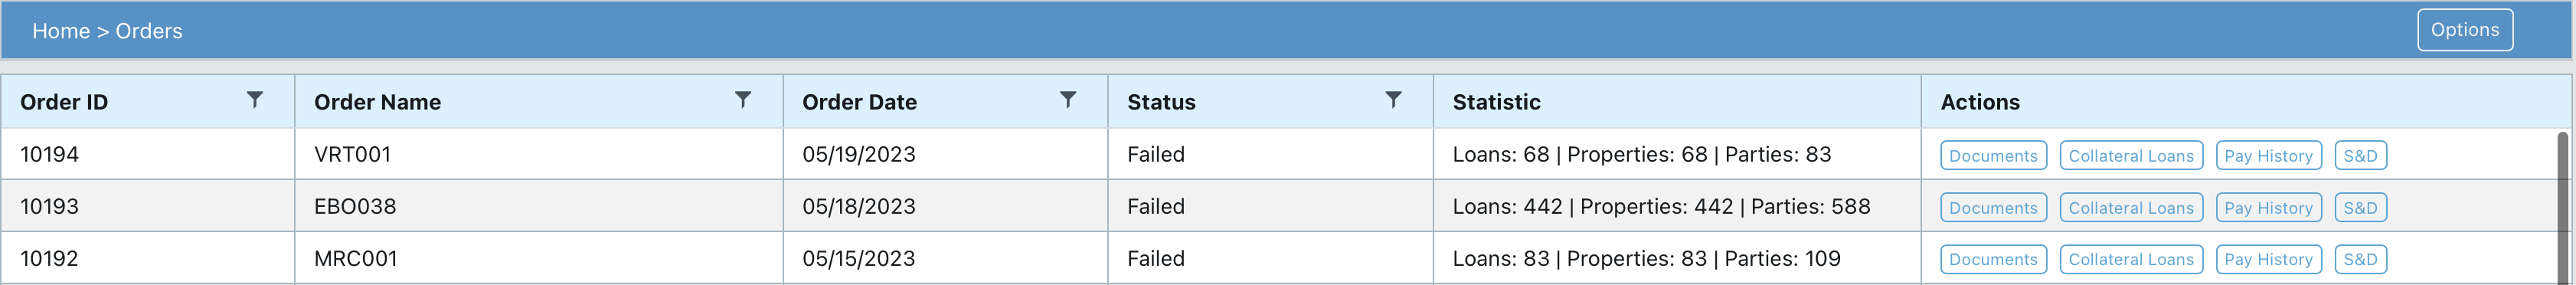 Home > Orders Options
Order ID Order Name Order Date Status Statistic Actions
10194 VRT001 05/19/2023 Failed Loans: 68 | Properties: 68 | Parties: 83 Documents Collateral Loans Pay History S&D
10193 EBO038 05/18/2023 Failed Loans: 442 | Properties: 442 | Parties: 588 Documents Collateral Loans Pay History S&D
10192 MRC001 05/15/2023 Failed Loans: 83 | Properties: 83 | Parties: 109 Documents Collateral Loans Pay History S&D